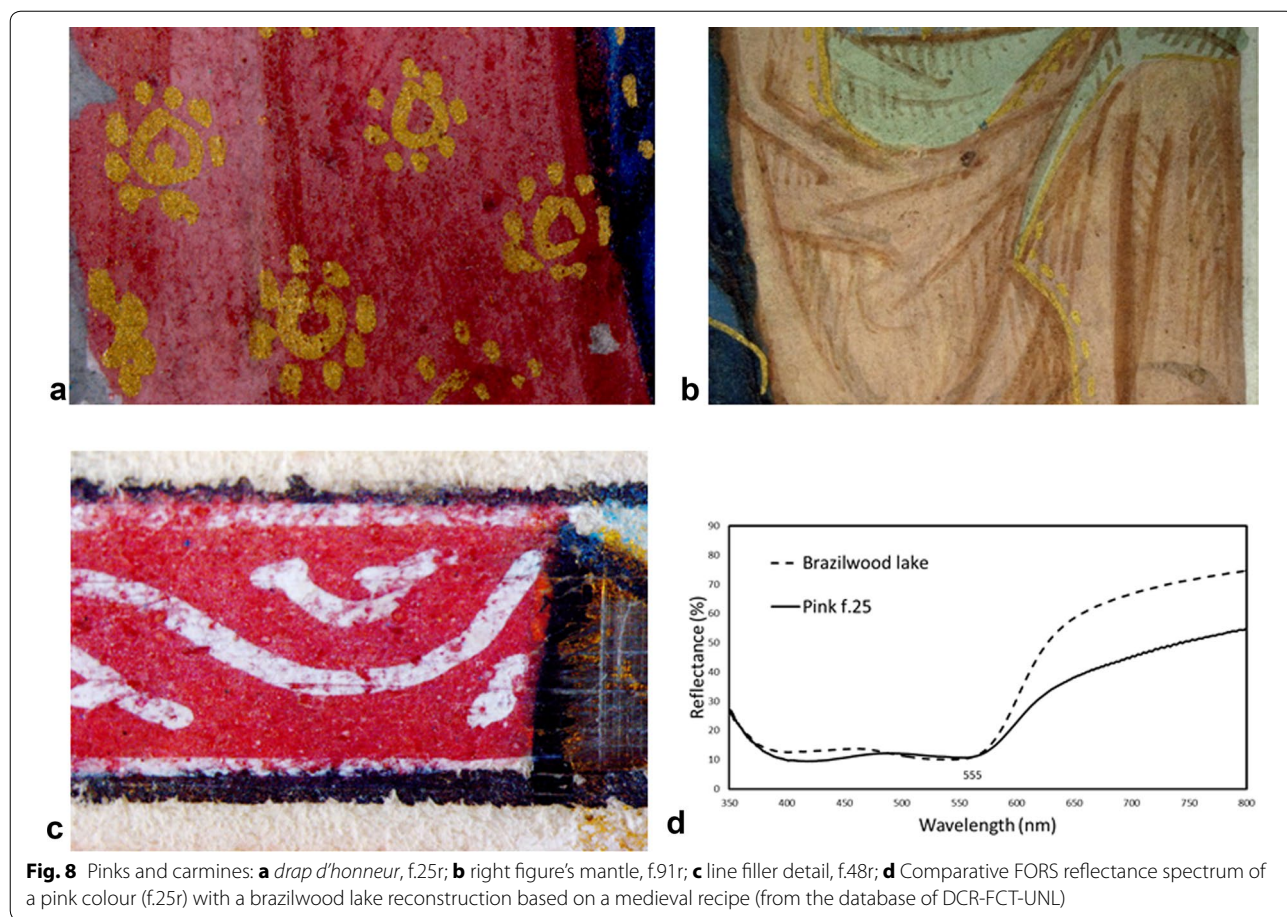 a
b
c
90
80
70
60
50
40
30
20
10
0
Reflectance (%)
Brazilwood lake
Pink f.25
555
350 400 450 500 550 600 650 700 750 800
Wavelength (nm)
d
Fig. 8 Pinks and carmines: a drap d'honneur, f.25r; b right figure's mantle, f.91r; c line filler detail, f.48r; d Comparative FORS reflectance spectrum of
a pink colour (f.25r) with a brazilwood lake reconstruction based on a medieval recipe (from the database of DCR-FCT-UNL)